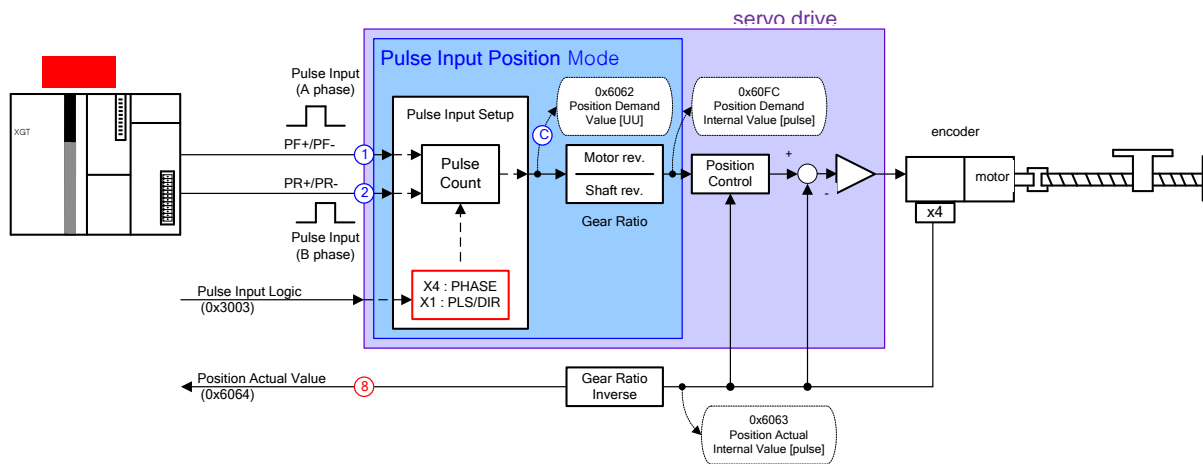 servo drive
Pulse Input Position Mode
Pulse Input
(A phase)
XGT
PF+/PF-
1
PR+/PR-
2
Pulse Input
(B phase)
Pulse Input Setup
Pulse
Count
X4 : PHASE
X1 : PLS/DIR
Pulse Input Logic
(0x3003)
C
0x6062
Position Demand
Value [UU]
Motor rev.
Shaft rev.
Gear Ratio
0x60FC
Position Demand
Internal Value [pulse]
Position
Control
+
-
encoder
motor
x4
Position Actual Value
(0x6064)
8
Gear Ratio
Inverse
0x6063
Position Actual
Internal Value [pulse]